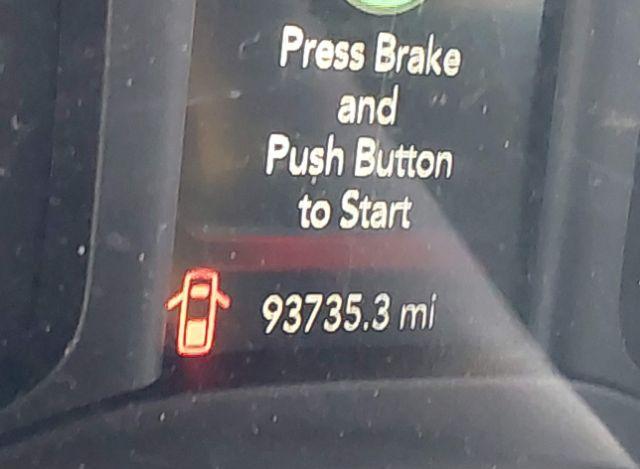 Press Brake
and
Push Button
to Start
93735.3 mi